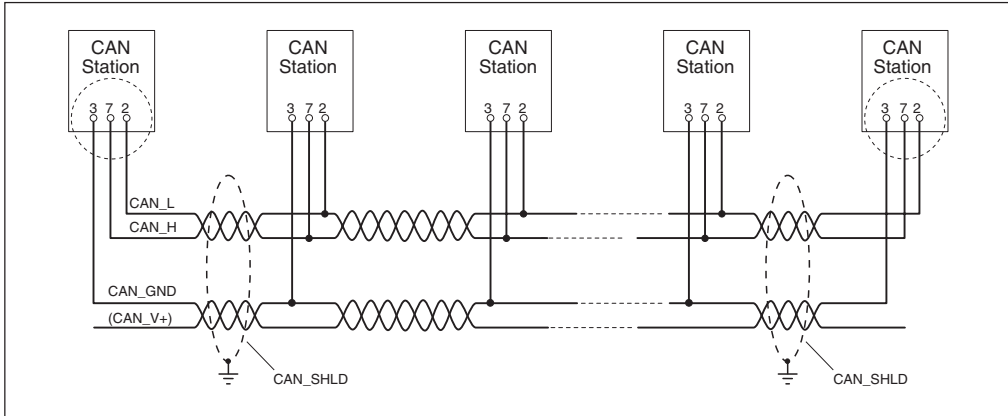 CAN
Station
3 7 2
CAN
Station
3 7 2
CAN
Station
3 7 2
CAN
Station
3 7 2
CAN
Station
3 7 2
CAN_L
CAN_H
CAN_GND
(CAN_V+)
CAN_SHLD
CAN_SHLD